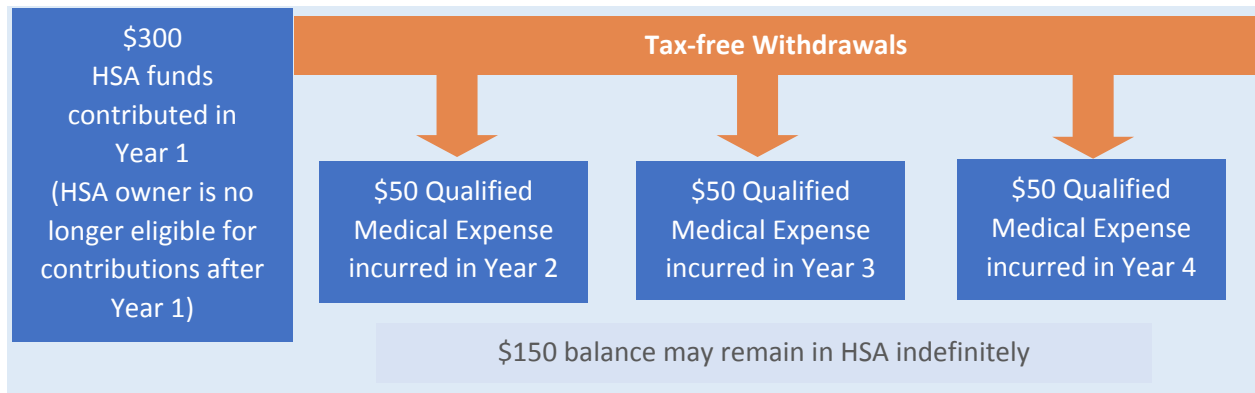 $300
HSA funds
contributed in
Year 1
(HSA owner is no
longer eligible for
contributions after
Year 1)
Tax-free Withdrawals
$50 Qualified
Medical Expense
incurred in Year 2
$50 Qualified
Medical Expense
incurred in Year 3
$50 Qualified
Medical Expense
incurred in Year 4
$150 balance may remain in HSA indefinitely